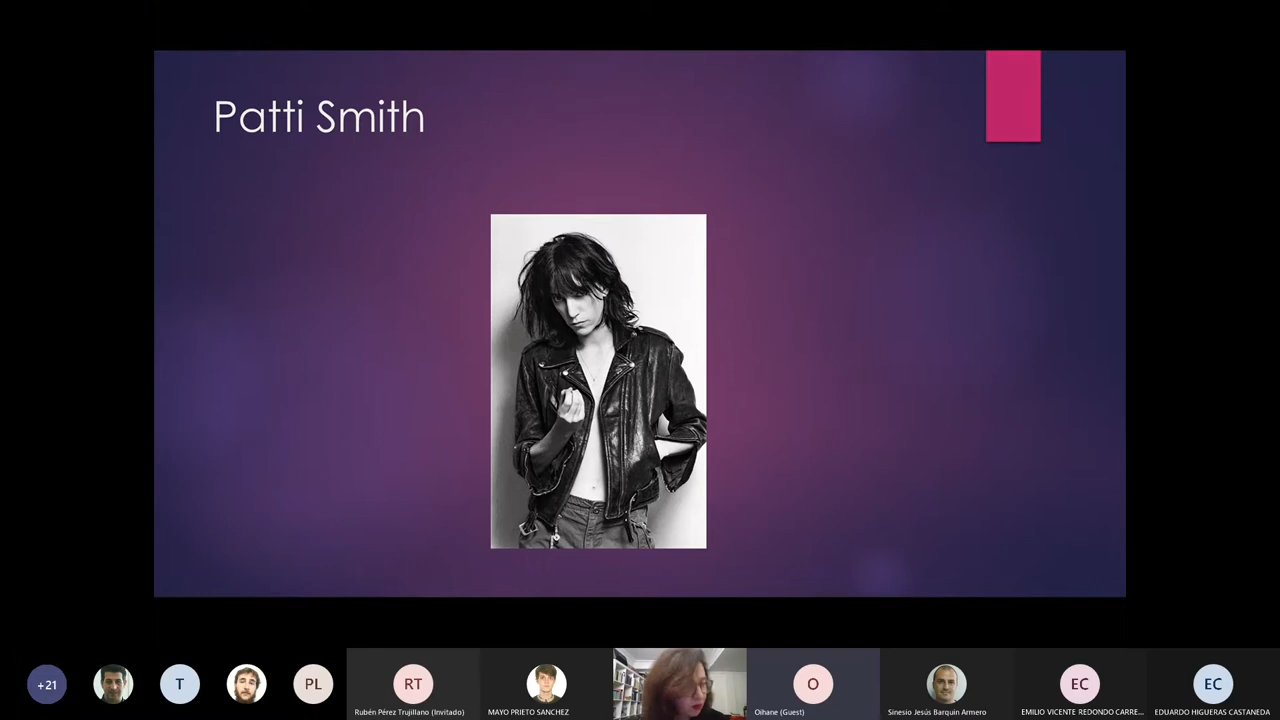 Patti Smith
+21
T
PL
RT
Rubén Pérez Trujillano (Invitado)
MAYO PRIETO SANCHEZ
O
Oihane (Guest)
Sinesio Jesús Barquin Armero
EC
EMILIO VICENTE REDONDO CARRE...
EC
EDUARDO HIGUERAS CASTANEDA